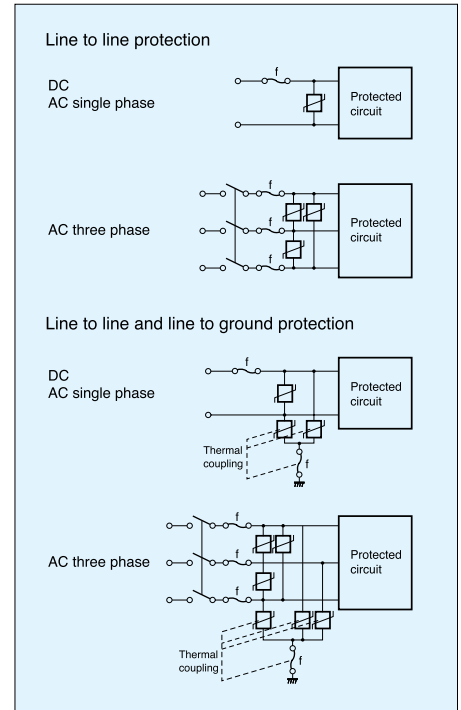 Line to line protection
DC
AC single phase
f
Protected
circuit
AC three phase
f
f
f
Protected
circuit
Line to line and line to ground protection
DC
AC single phase
f
Protected
circuit
Thermal
coupling
f
AC three phase
f
f
f
Protected
circuit
Thermal
coupling
f